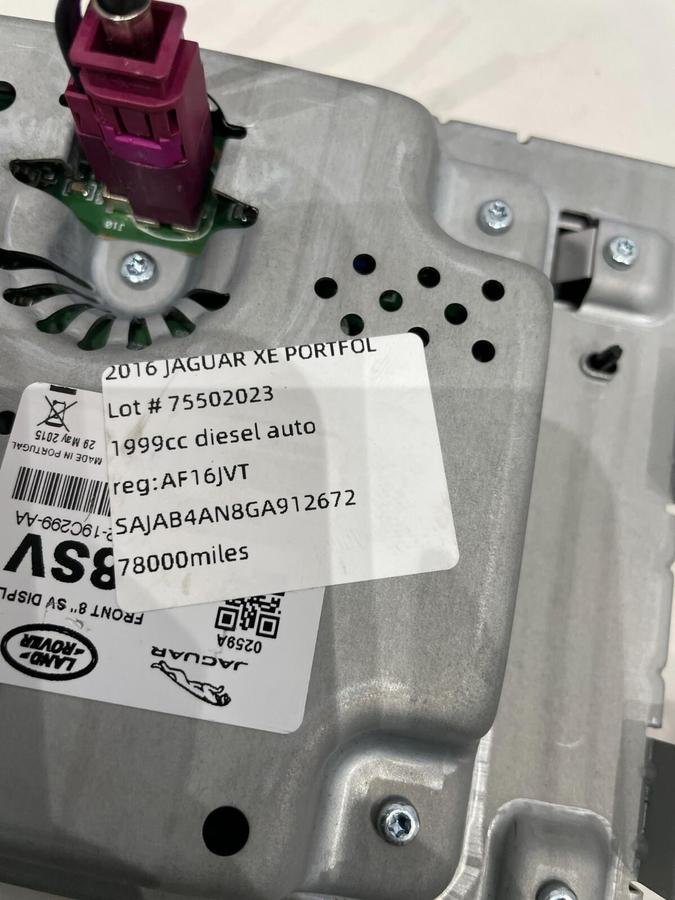 2016 JAGUAR XE PORTFOL
Lot # 75502023
1999cc diesel auto
reg:AF16JVT
SAJAB4AN8GA912672
78000miles
J10
29 May 2015
MADE IN PORTUGAL
-19C299-AA
8SV
FRONT 8" SV DISPL
0259A
LAND
ROVER
JAGUAR